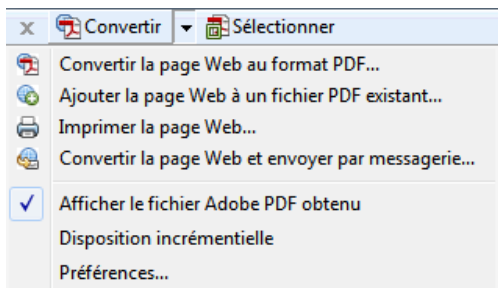 Convertir Sélectionner
Convertir la page Web au format PDF...
Ajouter la page Web à un fichier PDF existant...
Imprimer la page Web...
Convertir la page Web et envoyer par messagerie...
Afficher le fichier Adobe PDF obtenu
Disposition incrémentielle
Préférences...